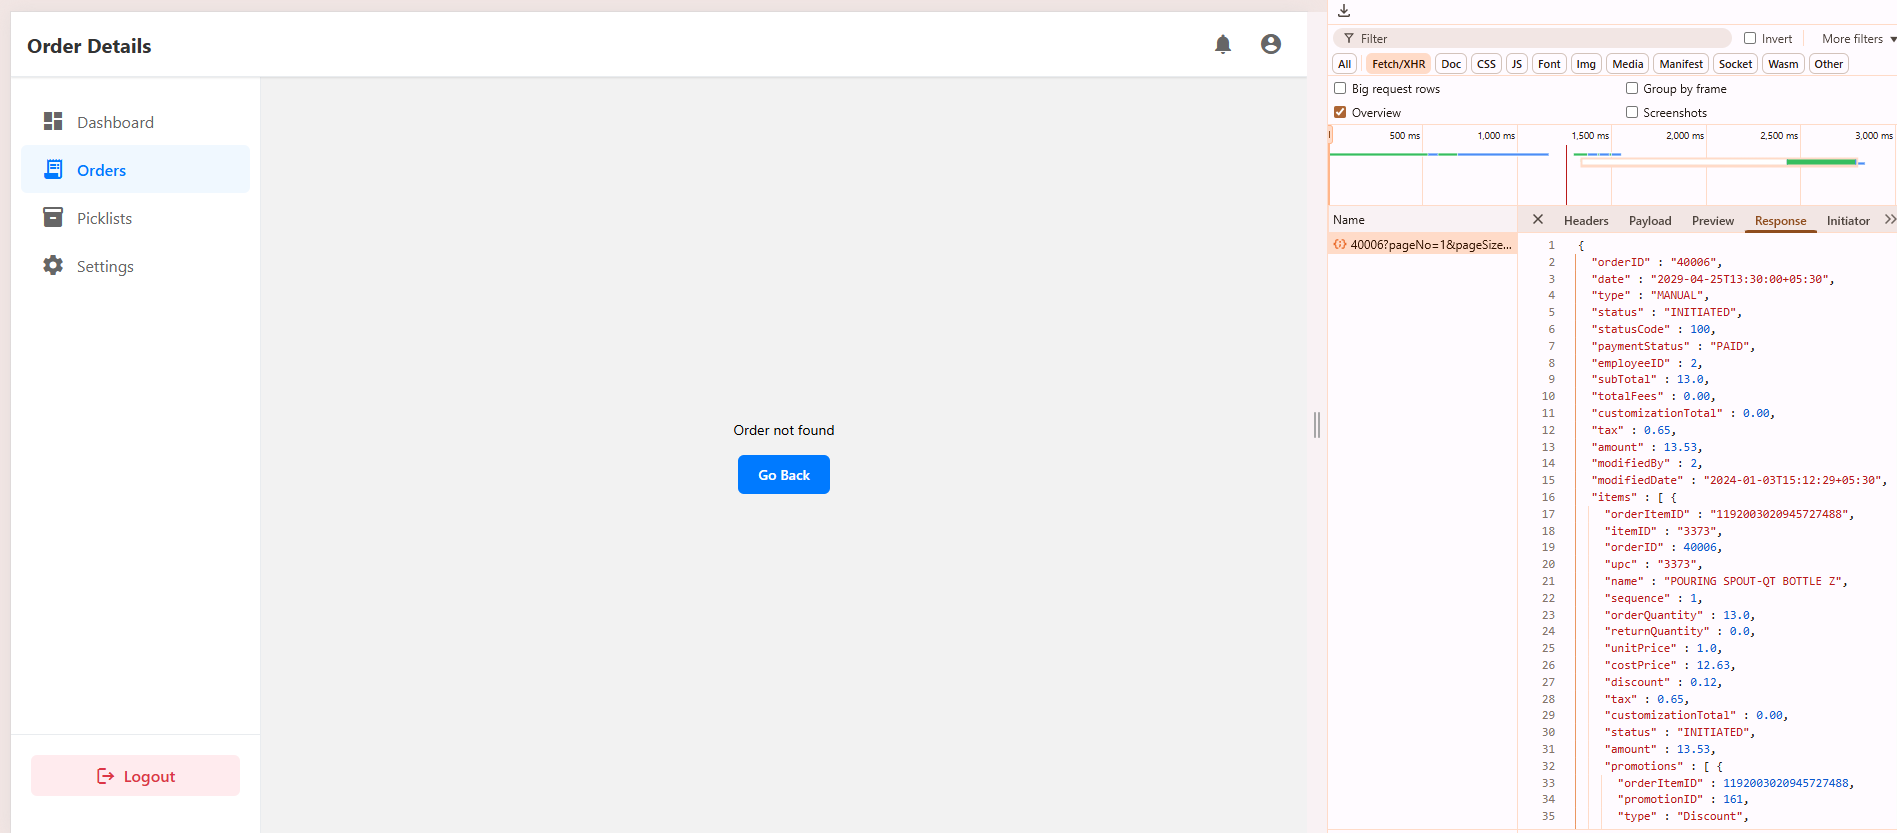 Order Details
Dashboard
Orders
Picklists
Settings
Logout
Order not found
Go Back
Filter
Invert
More filters
All
Fetch/XHR
Doc
CSS
JS
Font
Img
Media
Manifest
Socket
Wasm
Other
Big request rows
Group by frame
Overview
Screenshots
500 ms
1,000 ms
1,500 ms
2,000 ms
2,500 ms
3,000 ms
Name
40006?pageNo=1&pageSize...
Headers
Payload
Preview
Response
Initiator
1 {
2 "orderID" : "40006",
3 "date" : "2029-04-25T13:30:00+05:30",
4 "type" : "MANUAL",
5 "status" : "INITIATED",
6 "statusCode" : 100,
7 "paymentStatus" : "PAID",
8 "employeeID" : 2,
9 "subTotal" : 13.0,
10 "totalFees" : 0.00,
11 "customizationTotal" : 0.00,
12 "tax" : 0.65,
13 "amount" : 13.53,
14 "modifiedBy" : 2,
15 "modifiedDate" : "2024-01-03T15:12:29+05:30",
16 "items" : [ {
17 "orderItemID" : "1192003020945727488",
18 "itemID" : "3373",
19 "orderID" : 40006,
20 "upc" : "3373",
21 "name" : "POURING SPOUT-QT BOTTLE Z",
22 "sequence" : 1,
23 "orderQuantity" : 13.0,
24 "returnQuantity" : 0.0,
25 "unitPrice" : 1.0,
26 "costPrice" : 12.63,
27 "discount" : 0.12,
28 "tax" : 0.65,
29 "customizationTotal" : 0.00,
30 "status" : "INITIATED",
31 "amount" : 13.53,
32 "promotions" : [ {
33 "orderItemID" : 1192003020945727488,
34 "promotionID" : 161,
35 "type" : "Discount",